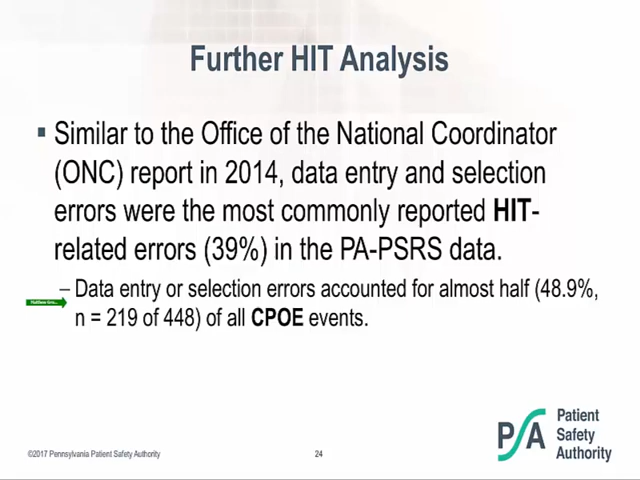 Further HIT Analysis
▪ Similar to the Office of the National Coordinator
(ONC) report in 2014, data entry and selection
errors were the most commonly reported HIT-
related errors (39%) in the PA-PSRS data.
– Data entry or selection errors accounted for almost half (48.9%,
n = 219 of 448) of all CPOE events.
PSA Patient
Safety
Authority
©2017 Pennsylvania Patient Safety Authority
24